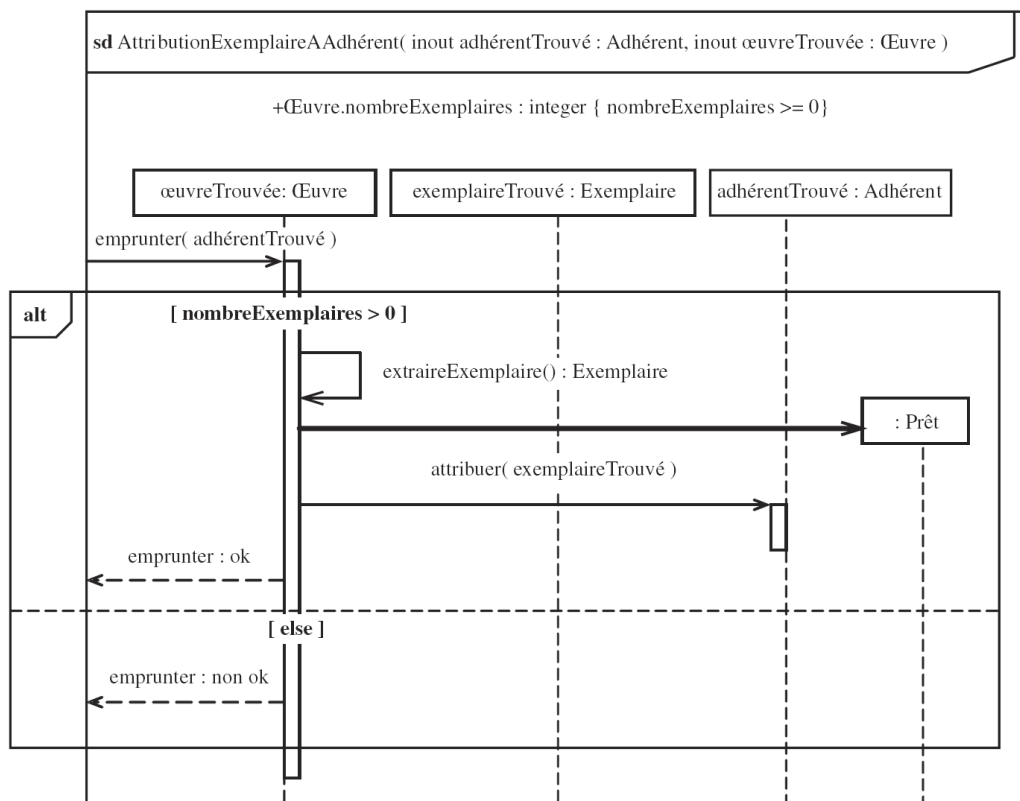 sd AttributionExemplaireAAdhérent( inout adhérentTrouvé : Adhérent, inout œuvreTrouvée : Œuvre )
+Œuvre.nombreExemplaires : integer { nombreExemplaires >= 0}
œuvreTrouvée: Œuvre
exemplaireTrouvé : Exemplaire
adhérentTrouvé : Adhérent
emprunter( adhérentTrouvé )
alt
[ nombreExemplaires > 0 ]
extraireExemplaire() : Exemplaire
: Prêt
attribuer( exemplaireTrouvé )
emprunter : ok
[ else ]
emprunter : non ok